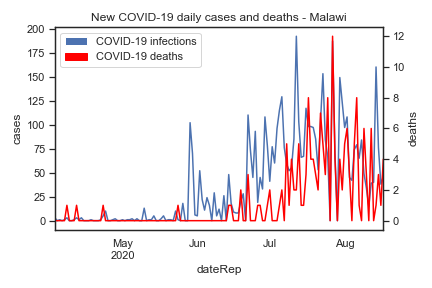 New COVID-19 daily cases and deaths - Malawi
COVID-19 infections
COVID-19 deaths
200
175
150
125
100
75
50
25
0
cases
12
10
8
6
4
2
0
deaths
May
2020
Jun
Jul
Aug
dateRep